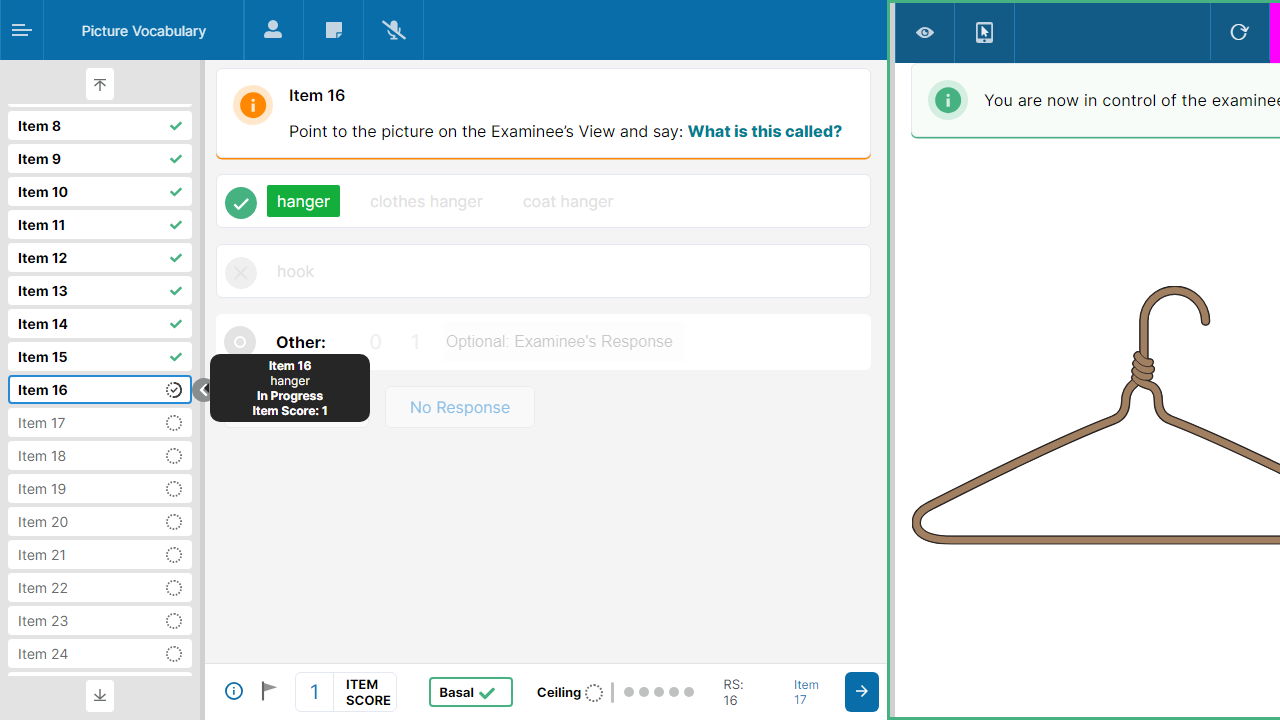 Picture Vocabulary
Item 8
Item 9
Item 10
Item 11
Item 12
Item 13
Item 14
Item 15
Item 16
Item 17
Item 18
Item 19
Item 20
Item 21
Item 22
Item 23
Item 24
Item 16
Point to the picture on the Examinee’s View and say: What is this called?
hanger clothes hanger coat hanger
hook
Other: 0 1 Optional: Examinee's Response
Item 16
hanger
In Progress
Item Score: 1
No Response
1 ITEM SCORE
Basal
Ceiling
RS: 16
Item 17
You are now in control of the examinee